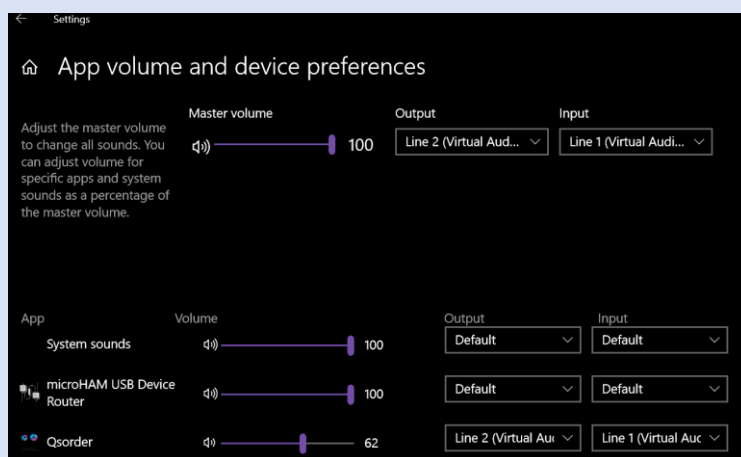 Settings
App volume and device preferences
Adjust the master volume
to change all sounds. You
can adjust volume for
specific apps and system
sounds as a percentage of
the master volume.
Master volume
100
Output
Line 2 (Virtual Aud...
Input
Line 1 (Virtual Audi...
App Volume Output Input
System sounds 100 Default Default
microHAM USB Device
Router 100 Default Default
Qsorder 62 Line 2 (Virtual Au Line 1 (Virtual Au